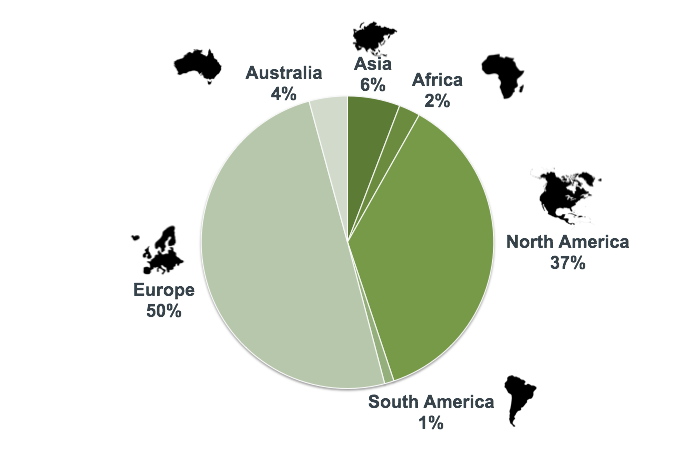 Asia
6%
Africa
2%
Australia
4%
North America
37%
Europe
50%
South America
1%